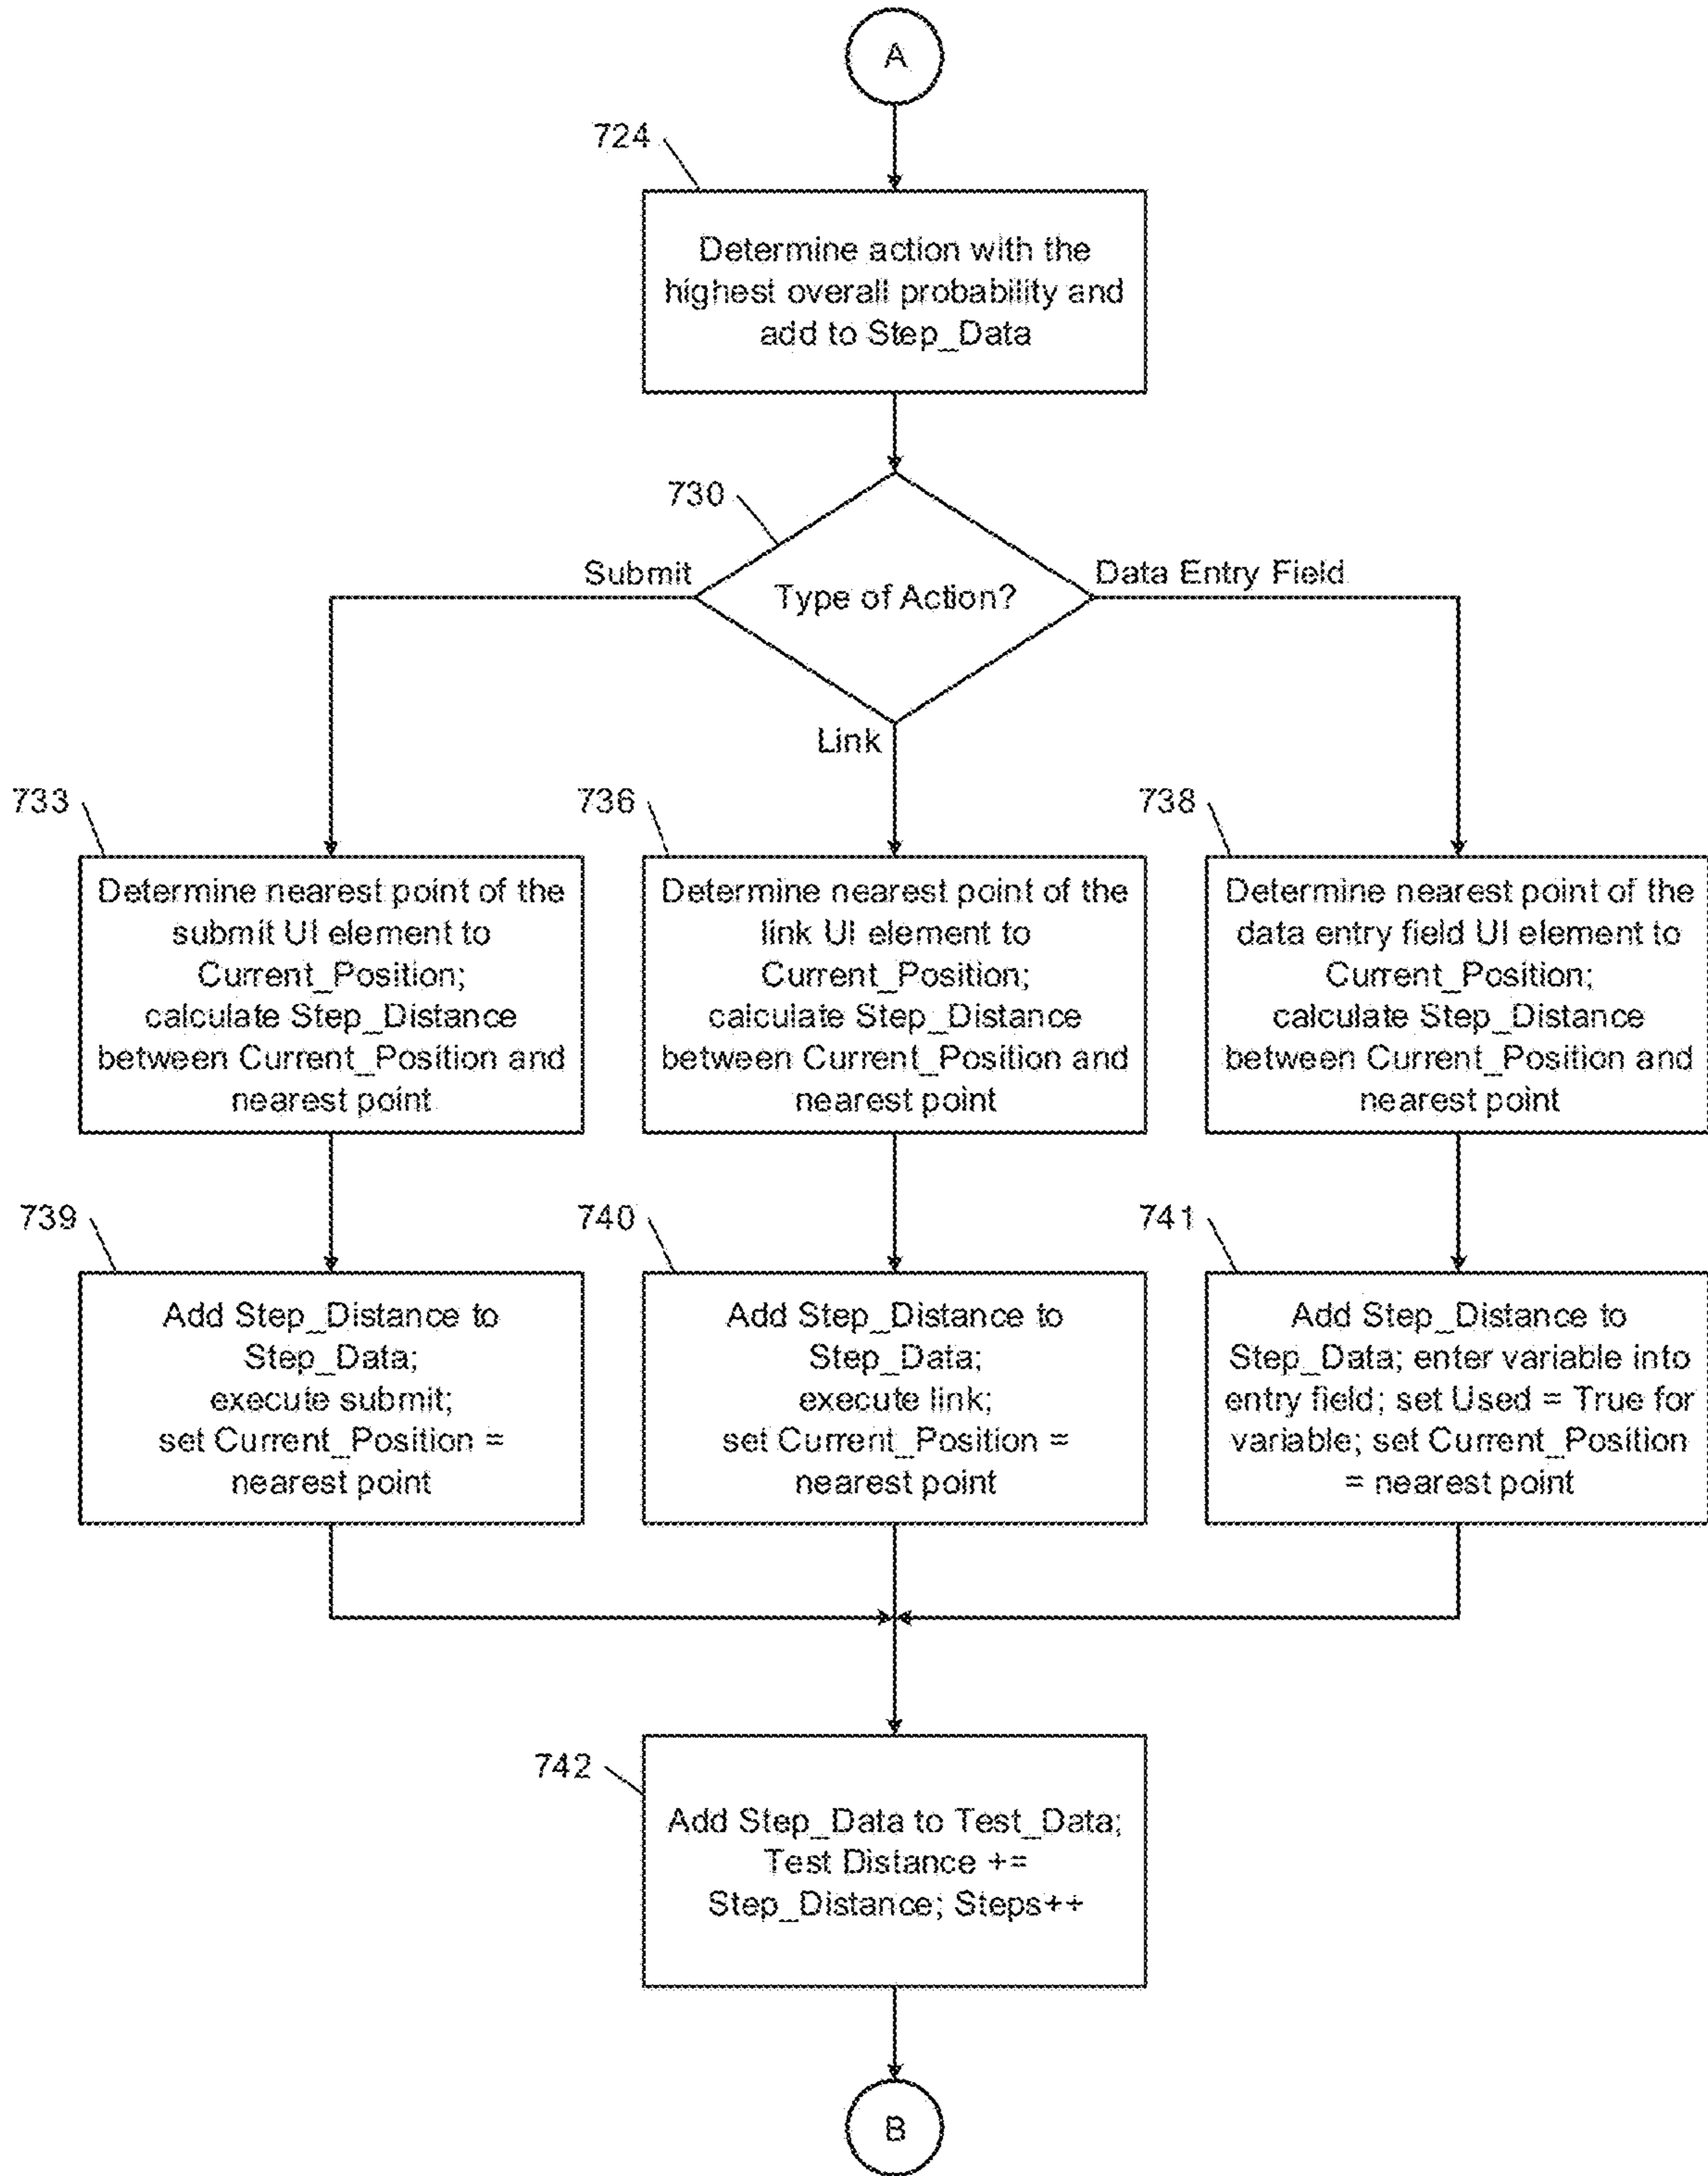 A
724
Determine action with the
highest overall probability and
add to Step_Data
730
Submit
Type of Action?
Data Entry Field
Link
733
Determine nearest point of the
submit UI element to
Current_Position;
calculate Step_Distance
between Current_Position and
nearest point
736
Determine nearest point of the
link UI element to
Current_Position;
calculate Step_Distance
between Current_Position and
nearest point
738
Determine nearest point of the
data entry field UI element to
Current_Position;
calculate Step_Distance
between Current_Position and
nearest point
739
Add Step_Distance to
Step_Data;
execute submit;
set Current_Position =
nearest point
740
Add Step_Distance to
Step_Data;
execute link;
set Current_Position =
nearest point
741
Add Step_Distance to
Step_Data; enter variable into
entry field; set Used = True for
variable; set Current_Position
= nearest point
742
Add Step_Data to Test_Data;
Test Distance +=
Step_Distance; Steps++
B